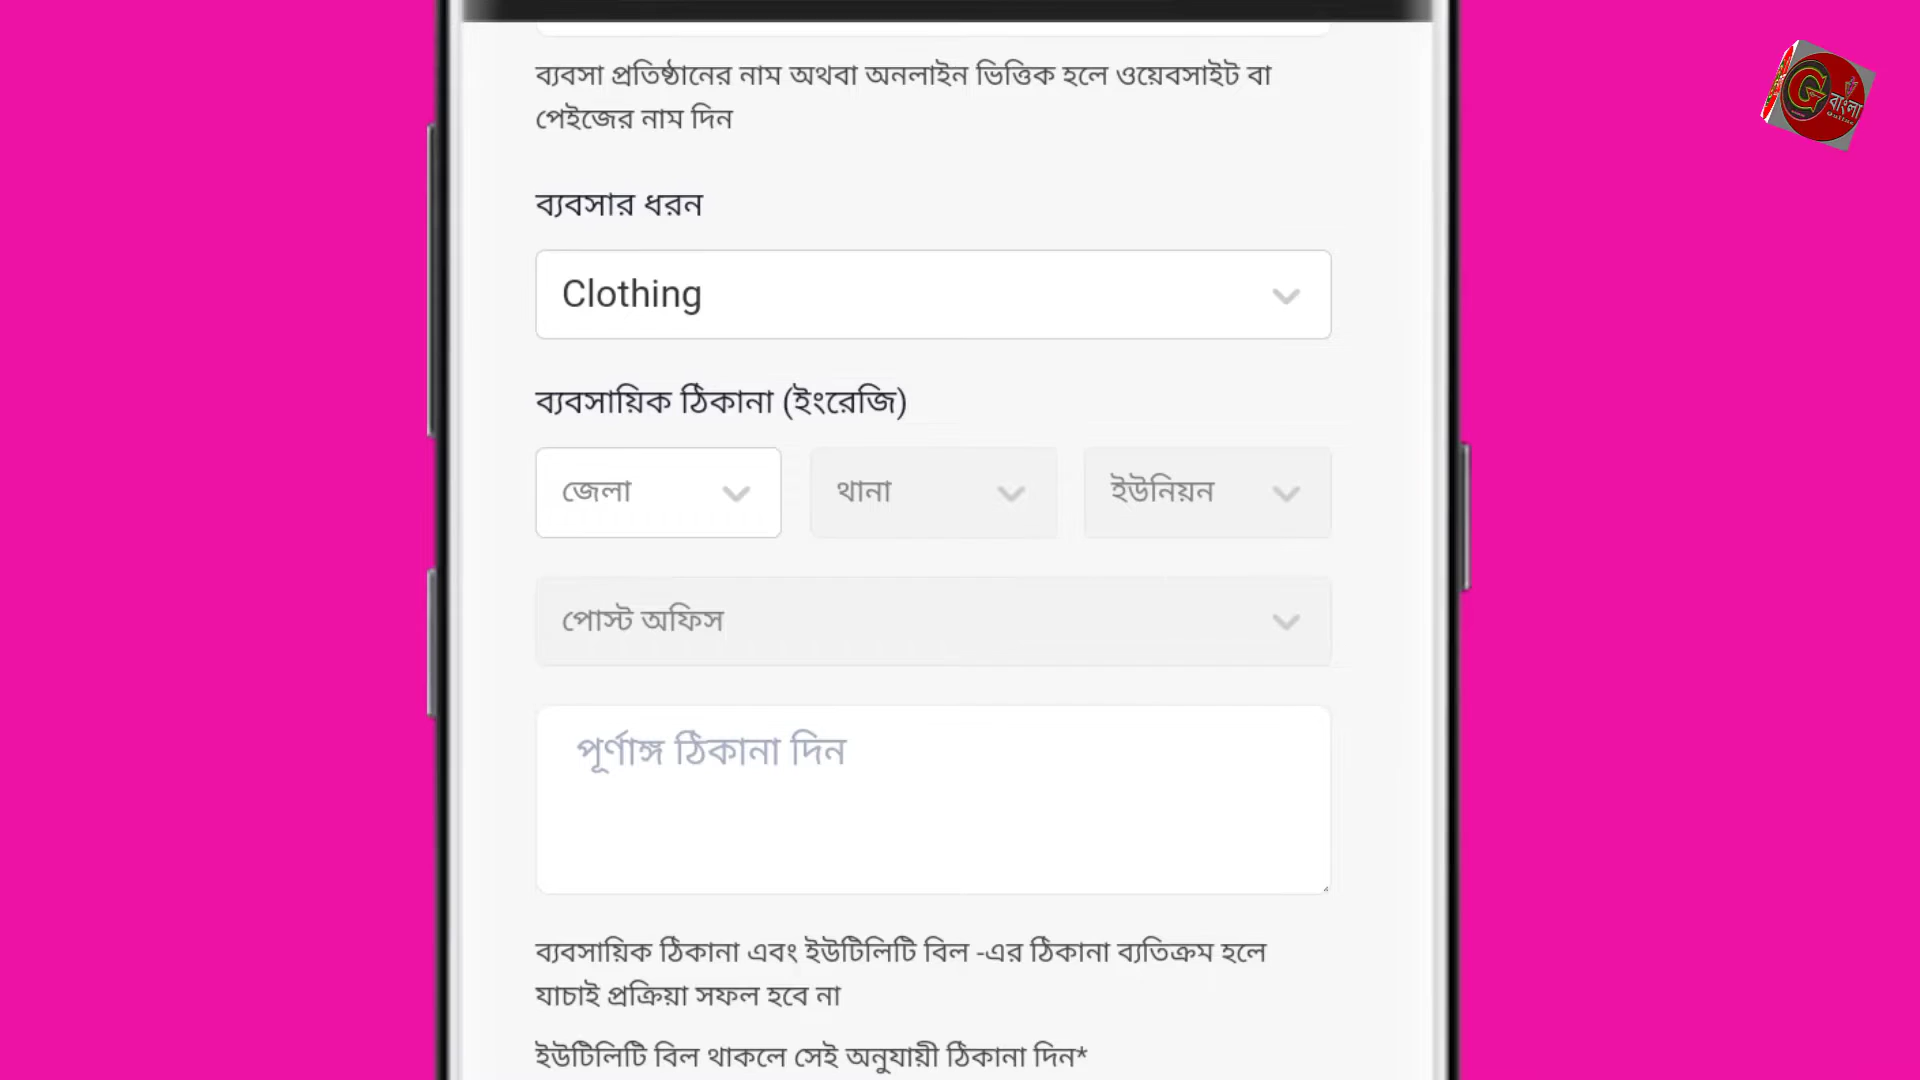 ব্যবসা প্রতিষ্ঠানের নাম অথবা অনলাইন ভিত্তিক হলে ওয়েবসাইট বা
পেইজের নাম দিন
ব্যবসার ধরন
Clothing
ব্যবসায়িক ঠিকানা (ইংরেজি)
জেলা থানা ইউনিয়ন
পোস্ট অফিস
পূর্ণাঙ্গ ঠিকানা দিন
ব্যবসায়িক ঠিকানা এবং ইউটিলিটি বিল -এর ঠিকানা ব্যতিক্রম হলে
যাচাই প্রক্রিয়া সফল হবে না
ইউটিলিটি বিল থাকলে সেই অনুযায়ী ঠিকানা দিন*
G বাংলা
Online